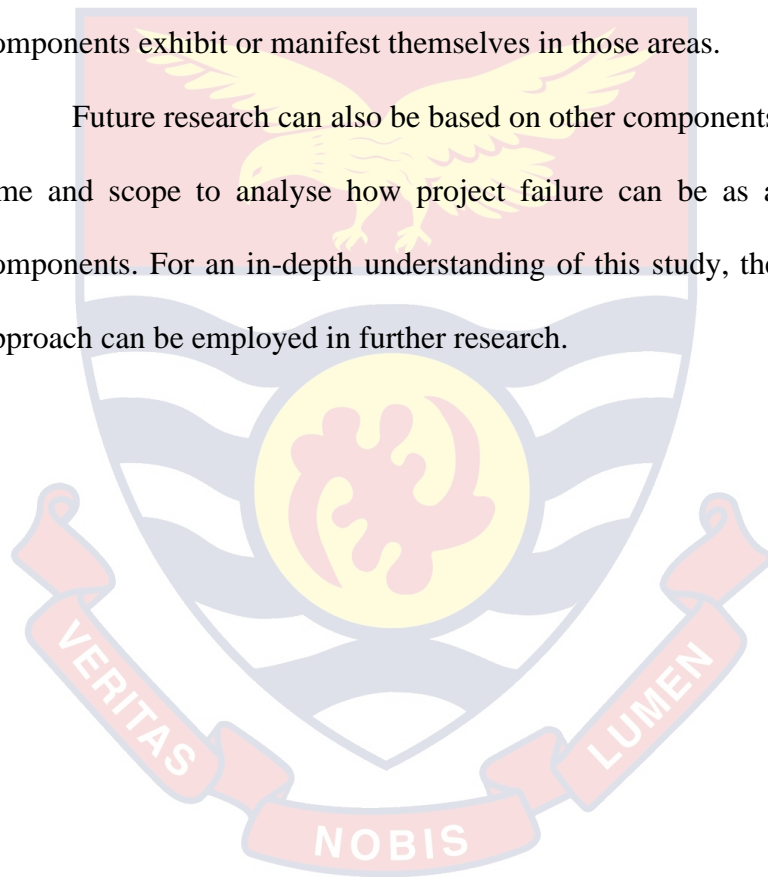 omponents exhibit or manifest themselves in those areas.
Future research can also be based on other components
me and scope to analyse how project failure can be as a
omponents. For an in-depth understanding of this study, the
pproach can be employed in further research.
VERITAS
NOBIS
LUMEN